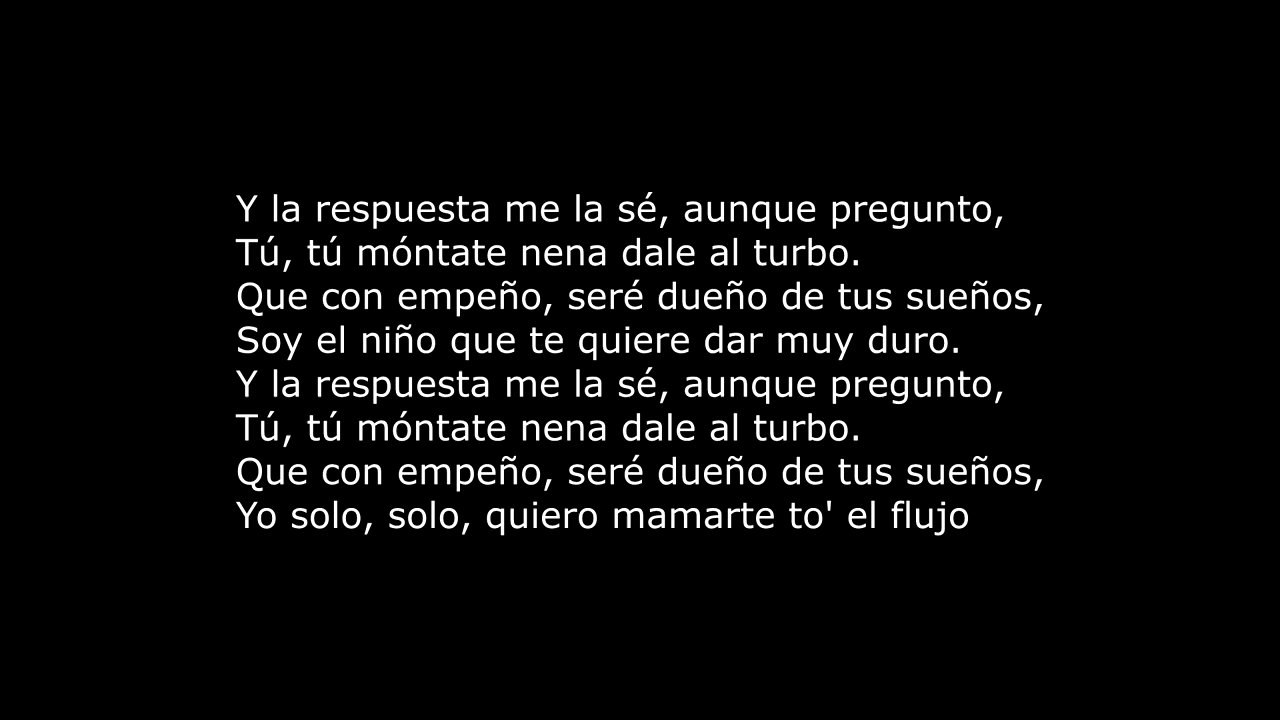 Y la respuesta me la sé, aunque pregunto,
Tú, tú móntate nena dale al turbo.
Que con empeño, seré dueño de tus sueños,
Soy el niño que te quiere dar muy duro.
Y la respuesta me la sé, aunque pregunto,
Tú, tú móntate nena dale al turbo.
Que con empeño, seré dueño de tus sueños,
Yo solo, solo, quiero mamarte to' el flujo